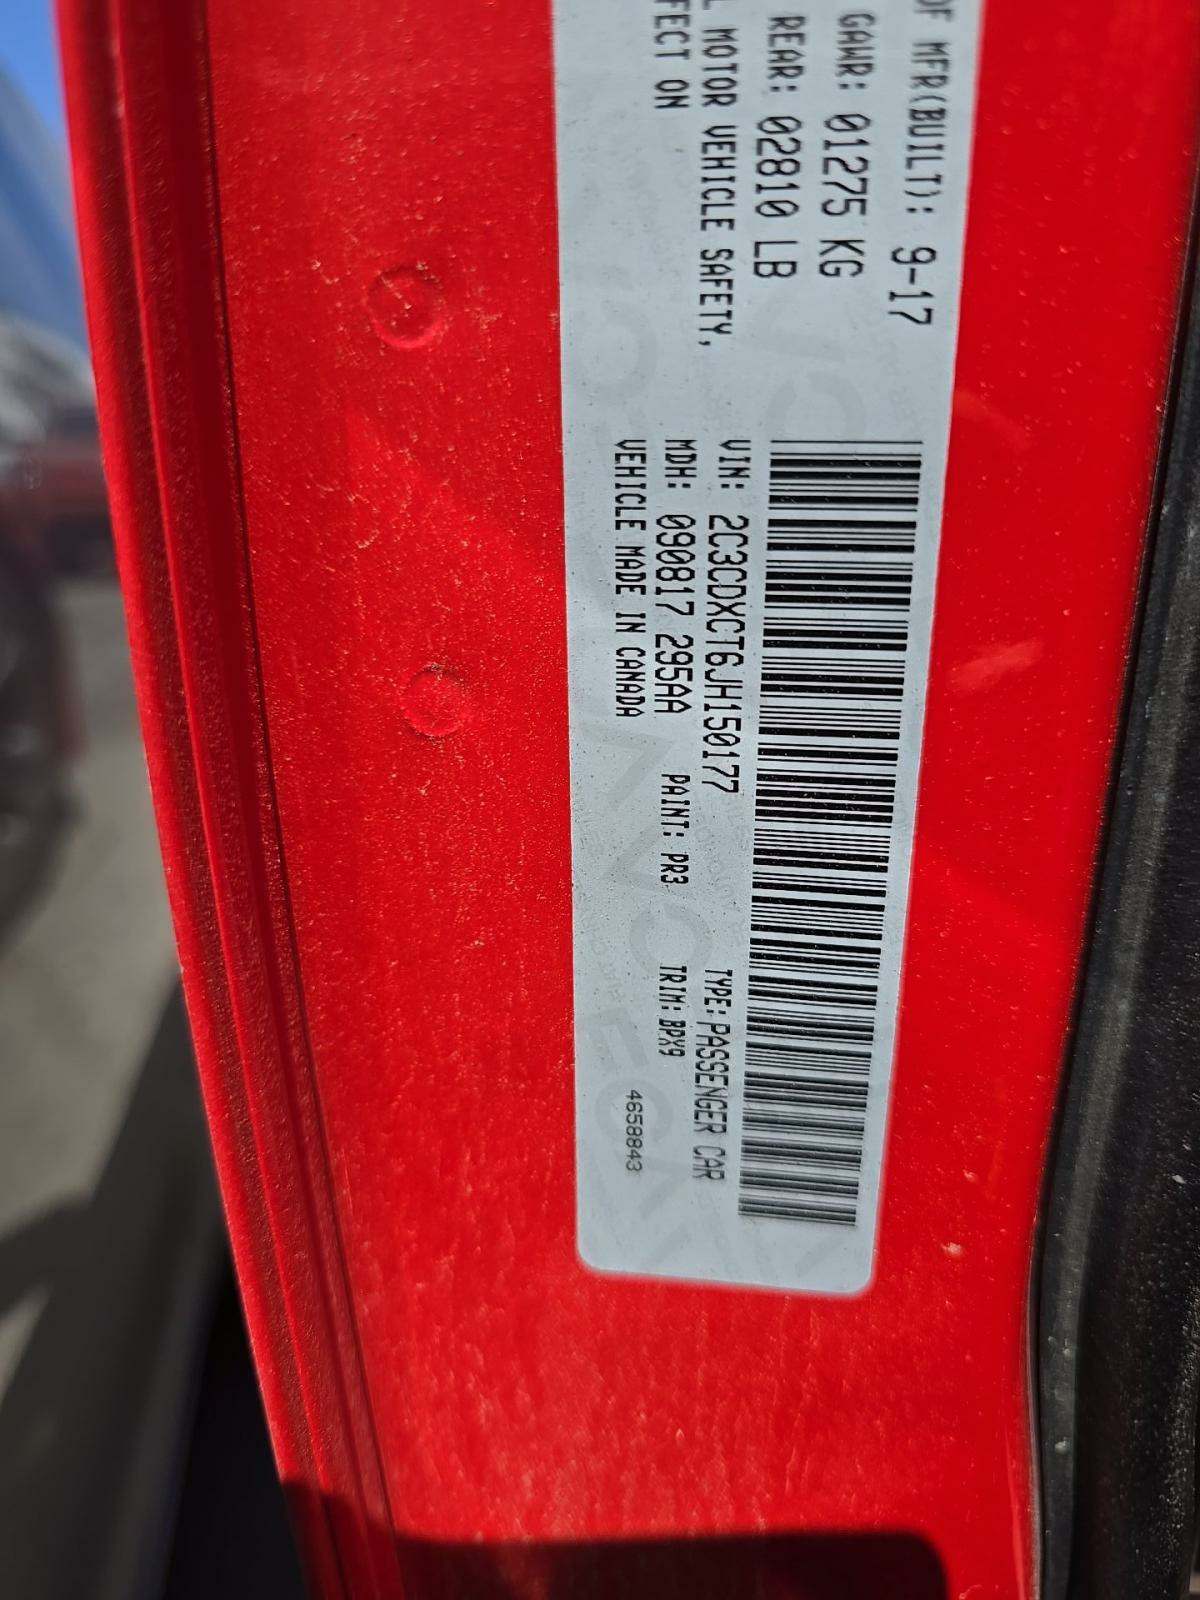 OF MFR(BUILT): 9-17
GAWR: 01275 KG
REAR: 02810 LB
MOTOR VEHICLE SAFETY,
ON
VIN: 2C3CDXCT6JH150177
TYPE: PASSENGER CAR
MDH: 090817 295AA PAINT: PR3 TRIM: BPX9
VEHICLE MADE IN CANADA
4658843